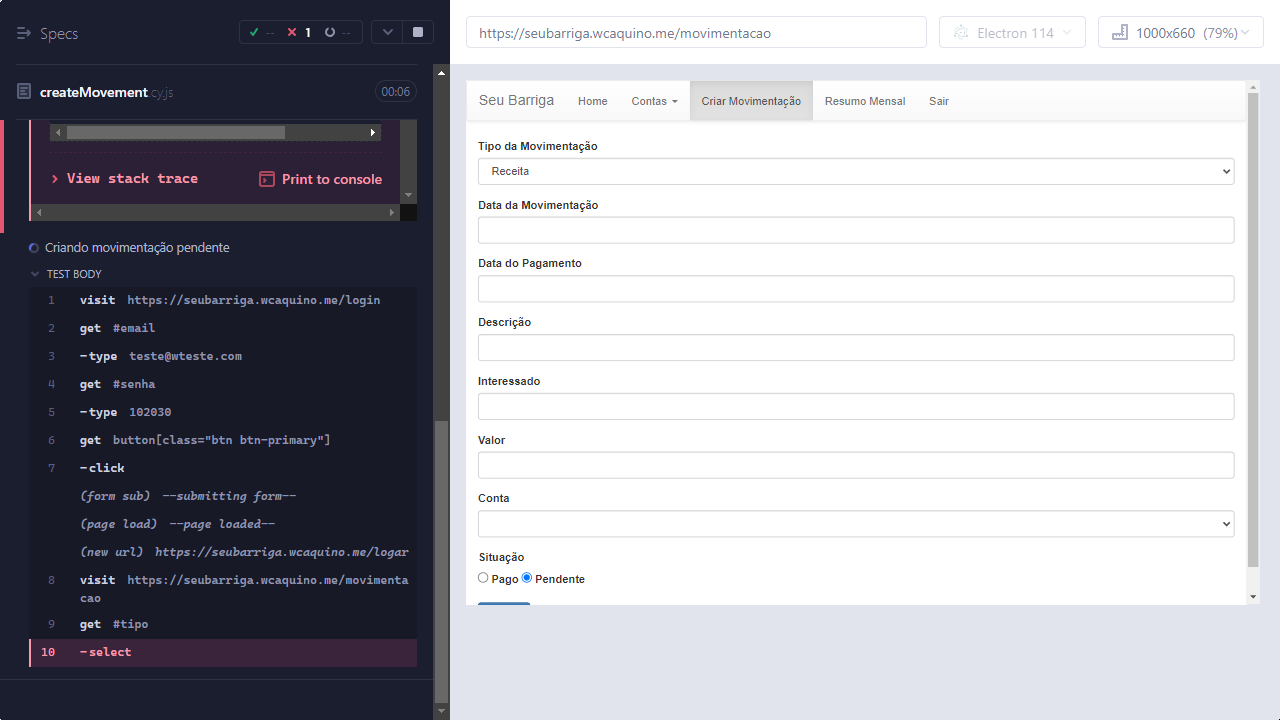 Specs
-- 1 --
createMovement.cy.js 00:06
View stack trace Print to console
Criando movimentação pendente
TEST BODY
1 visit https://seubarriga.wcaquino.me/login
2 get #email
3 -type teste@wteste.com
4 get #senha
5 -type 102030
6 get button[class="btn btn-primary"]
7 -click
(form sub) --submitting form--
(page load) --page loaded--
(new url) https://seubarriga.wcaquino.me/logar
8 visit https://seubarriga.wcaquino.me/movimenta
cao
9 get #tipo
10 -select
https://seubarriga.wcaquino.me/movimentacao Electron 114 1000x660 (79%)
Seu Barriga Home Contas Criar Movimentação Resumo Mensal Sair
Tipo da Movimentação
Receita
Data da Movimentação
Data do Pagamento
Descrição
Interessado
Valor
Conta
Situação
Pago Pendente